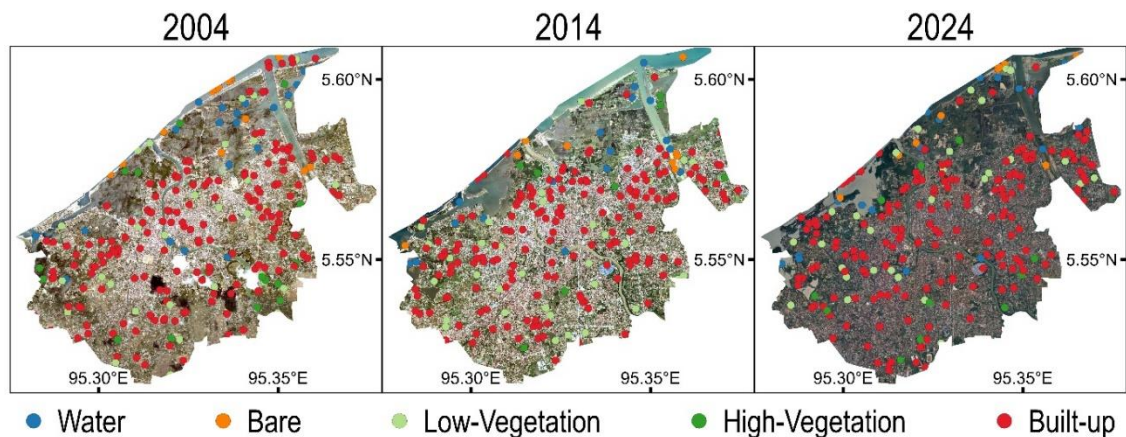 2004 2014 2024
5.60°N 5.60°N 5.60°N
5.55°N 5.55°N 5.55°N
95.30°E 95.35°E 95.30°E 95.35°E 95.30°E 95.35°E
Water Bare Low-Vegetation High-Vegetation Built-up